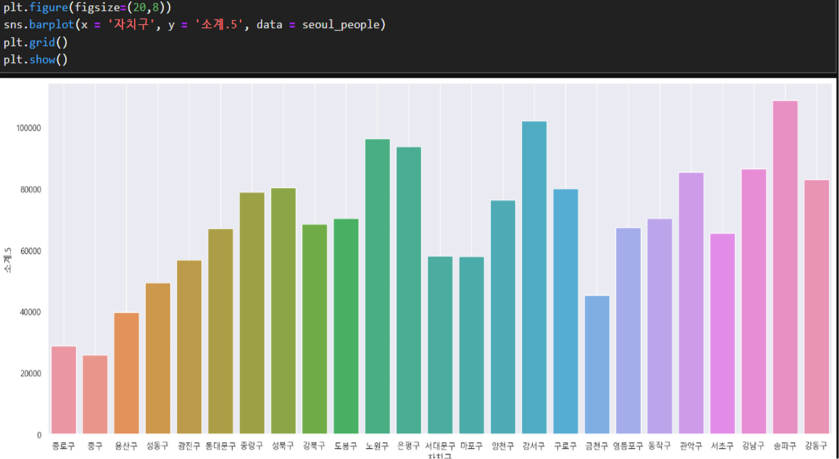 plt.figure(figsize=(20,8))
sns.barplot(x = '자치구', y = '소계.5', data = seoul_people)
plt.grid()
plt.show()
100000
80000
60000
40000
20000
0
소계.5
종로구 중구 용산구 성동구 광진구 동대문구 중랑구 성북구 강북구 도봉구 노원구 은평구 서대문구 마포구 양천구 강서구 구로구 금천구 영등포구 동작구 관악구 서초구 강남구 송파구 강동구
자치구